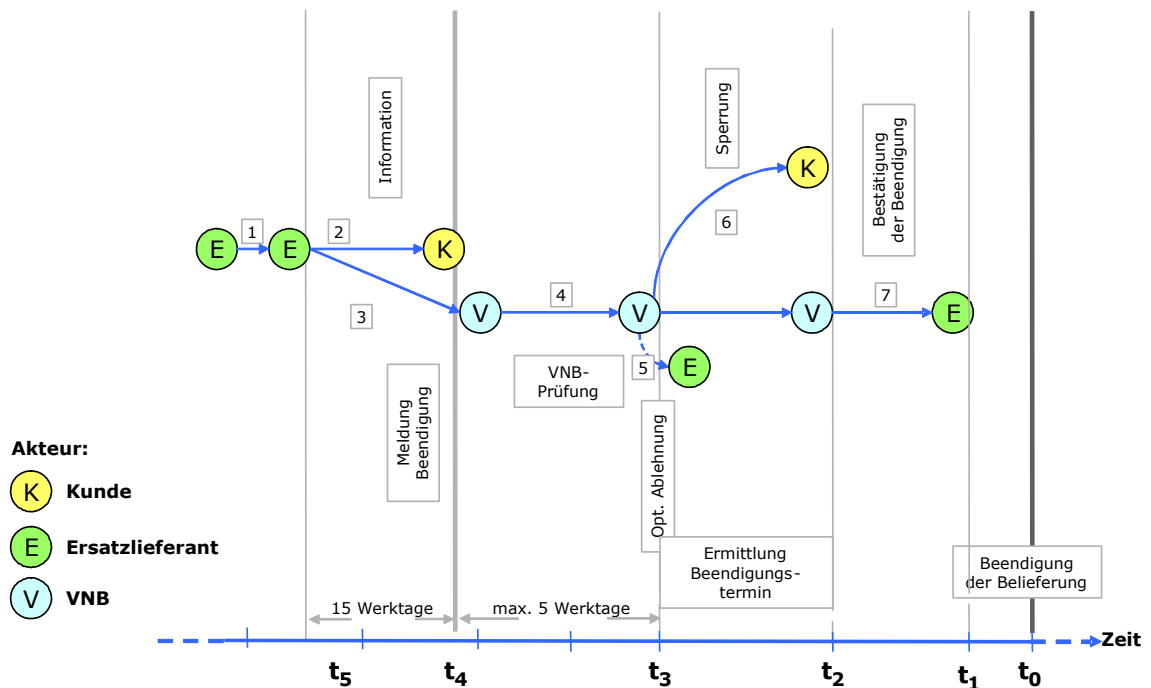 Information
Sperrung
Bestätigung
der Beendigung
K
6
1
2
7
E
E
K
3
4
V
V
V
E
5
E
VNB-
Prüfung
Meldung
Beendigung
Opt. Ablehnung
Akteur:
K Kunde
E Ersatzlieferant
V VNB
Ermittlung
Beendigungs-
termin
Beendigung
der Belieferung
15 Werktage
max. 5 Werktage
Zeit
t5 t4 t3 t2 t1 t0